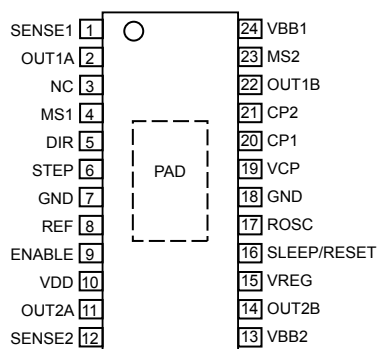 SENSE1 1
OUT1A 2
NC 3
MS1 4
DIR 5
STEP 6
GND 7
REF 8
ENABLE 9
VDD 10
OUT2A 11
SENSE2 12
PAD
24 VBB1
23 MS2
22 OUT1B
21 CP2
20 CP1
19 VCP
18 GND
17 ROSC
16 SLEEP/RESET
15 VREG
14 OUT2B
13 VBB2